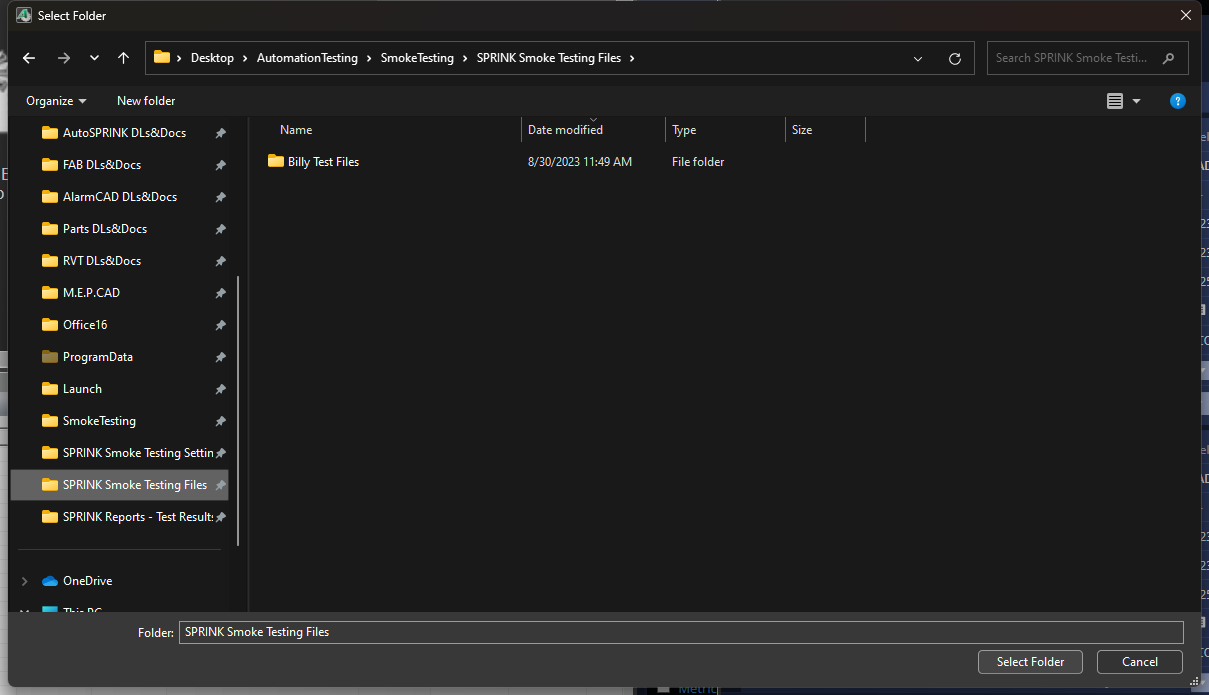 Select Folder
Desktop > AutomationTesting > SmokeTesting > SPRINK Smoke Testing Files >
Search SPRINK Smoke Testi...
Organize
New folder
?
Name
Date modified
Type
Size
AutoSPRINK DLs&Docs
FAB DLs&Docs
AlarmCAD DLs&Docs
Parts DLs&Docs
RVT DLs&Docs
M.E.P.CAD
Office16
ProgramData
Launch
SmokeTesting
SPRINK Smoke Testing Settin
SPRINK Smoke Testing Files
SPRINK Reports - Test Results
OneDrive
This PC
Billy Test Files
8/30/2023 11:49 AM
File folder
Folder:
SPRINK Smoke Testing Files
Select Folder
Cancel
Metric